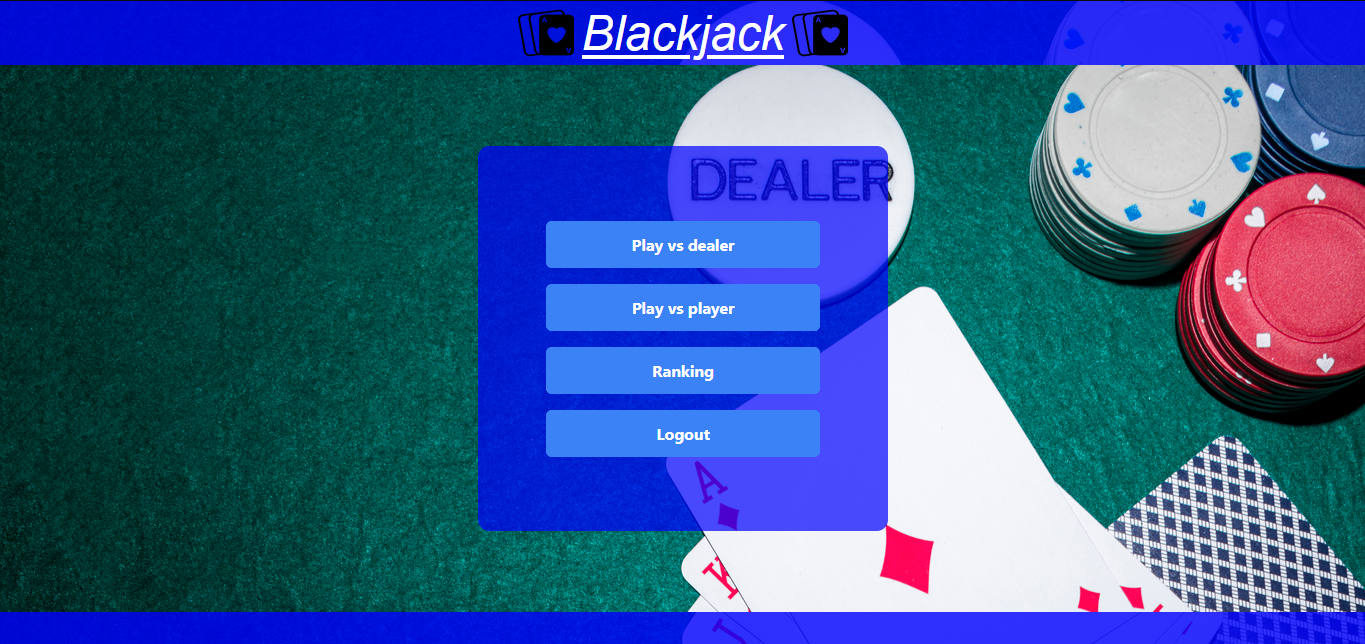 Blackjack
DEALER
Play vs dealer
Play vs player
Ranking
Logout
A
K
J